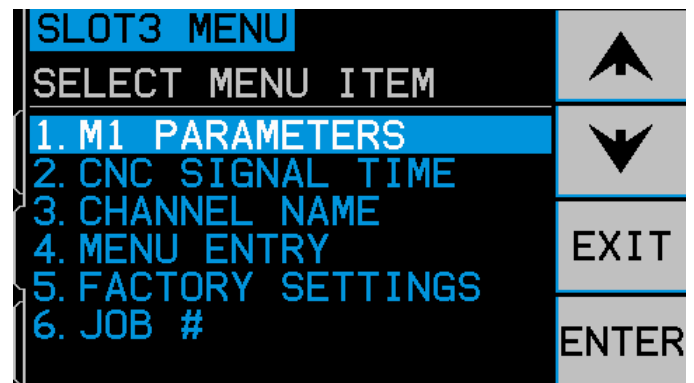 SLOT3 MENU
SELECT MENU ITEM
1. M1 PARAMETERS
2. CNC SIGNAL TIME
3. CHANNEL NAME
4. MENU ENTRY
5. FACTORY SETTINGS
6. JOB #
EXIT
ENTER